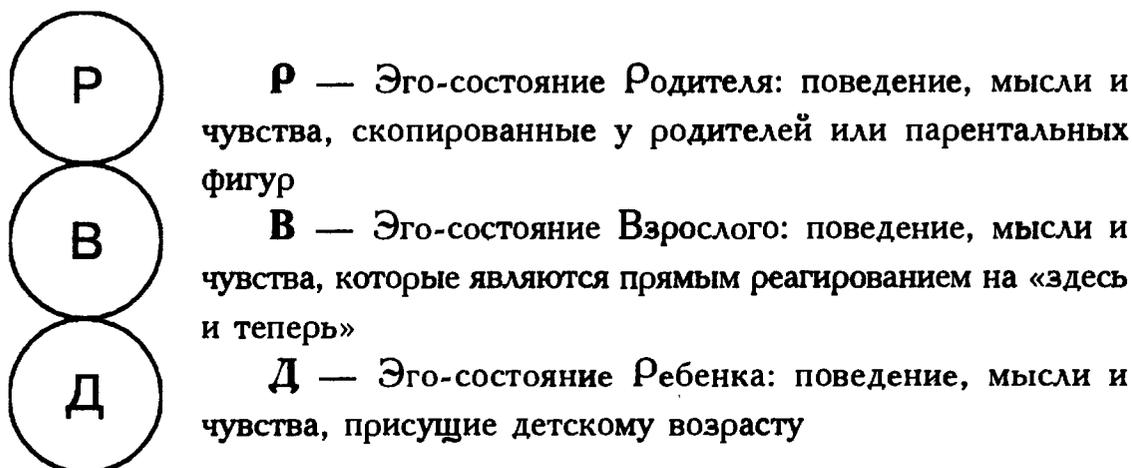 Р
Р — Эго-состояние Родителя: поведение, мысли и
чувства, скопированные у родителей или парентальных
фигур
В
В — Эго-состояние Взрослого: поведение, мысли и
чувства, которые являются прямым реагированием на «здесь
и теперь»
Д
Д — Эго-состояние Ребенка: поведение, мысли и
чувства, присущие детскому возрасту